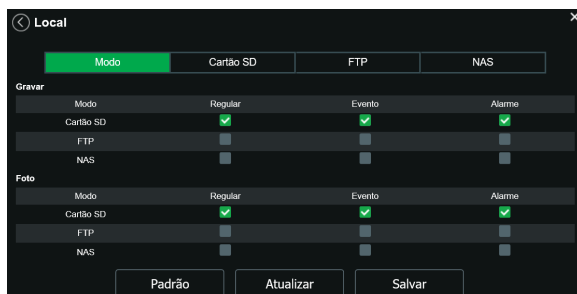 Local
Modo Cartão SD FTP NAS
Gravar
Modo Regular Evento Alarme
Cartão SD
FTP
NAS
Foto
Modo Regular Evento Alarme
Cartão SD
FTP
NAS
Padrão Atualizar Salvar